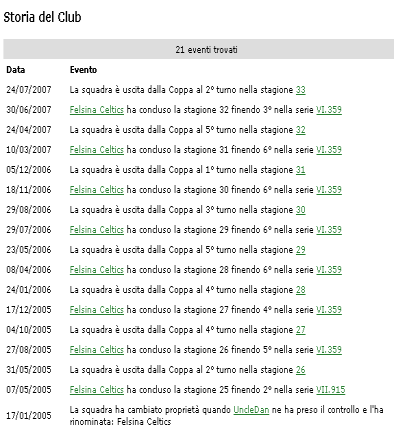 Storia del Club
21 eventi trovati
Data Evento
24/07/2007 La squadra è uscita dalla Coppa al 2° turno nella stagione 33
30/06/2007 Felsina Celtics ha concluso la stagione 32 finendo 3° nella serie VI.359
24/04/2007 La squadra è uscita dalla Coppa al 5° turno nella stagione 32
10/03/2007 Felsina Celtics ha concluso la stagione 31 finendo 6° nella serie VI.359
05/12/2006 La squadra è uscita dalla Coppa al 1° turno nella stagione 31
18/11/2006 Felsina Celtics ha concluso la stagione 30 finendo 6° nella serie VI.359
29/08/2006 La squadra è uscita dalla Coppa al 3° turno nella stagione 30
29/07/2006 Felsina Celtics ha concluso la stagione 29 finendo 6° nella serie VI.359
23/05/2006 La squadra è uscita dalla Coppa al 5° turno nella stagione 29
08/04/2006 Felsina Celtics ha concluso la stagione 28 finendo 6° nella serie VI.359
24/01/2006 La squadra è uscita dalla Coppa al 4° turno nella stagione 28
17/12/2005 Felsina Celtics ha concluso la stagione 27 finendo 4° nella serie VI.359
04/10/2005 La squadra è uscita dalla Coppa al 4° turno nella stagione 27
27/08/2005 Felsina Celtics ha concluso la stagione 26 finendo 5° nella serie VI.359
31/05/2005 La squadra è uscita dalla Coppa al 2° turno nella stagione 26
07/05/2005 Felsina Celtics ha concluso la stagione 25 finendo 2° nella serie VII.915
17/01/2005 La squadra ha cambiato proprietà quando UncleDan ne ha preso il controllo e l'ha
rinominata: Felsina Celtics